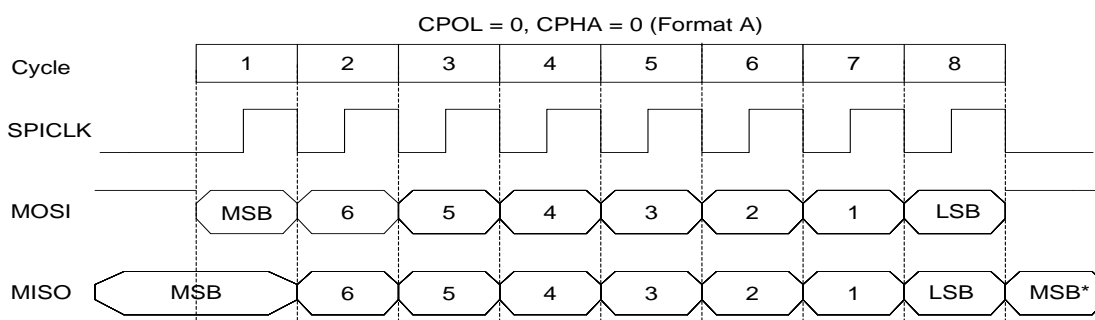 CPOL = 0, CPHA = 0 (Format A)
Cycle 1 2 3 4 5 6 7 8
SPICLK
MOSI MSB 6 5 4 3 2 1 LSB
MISO MSB 6 5 4 3 2 1 LSB MSB*